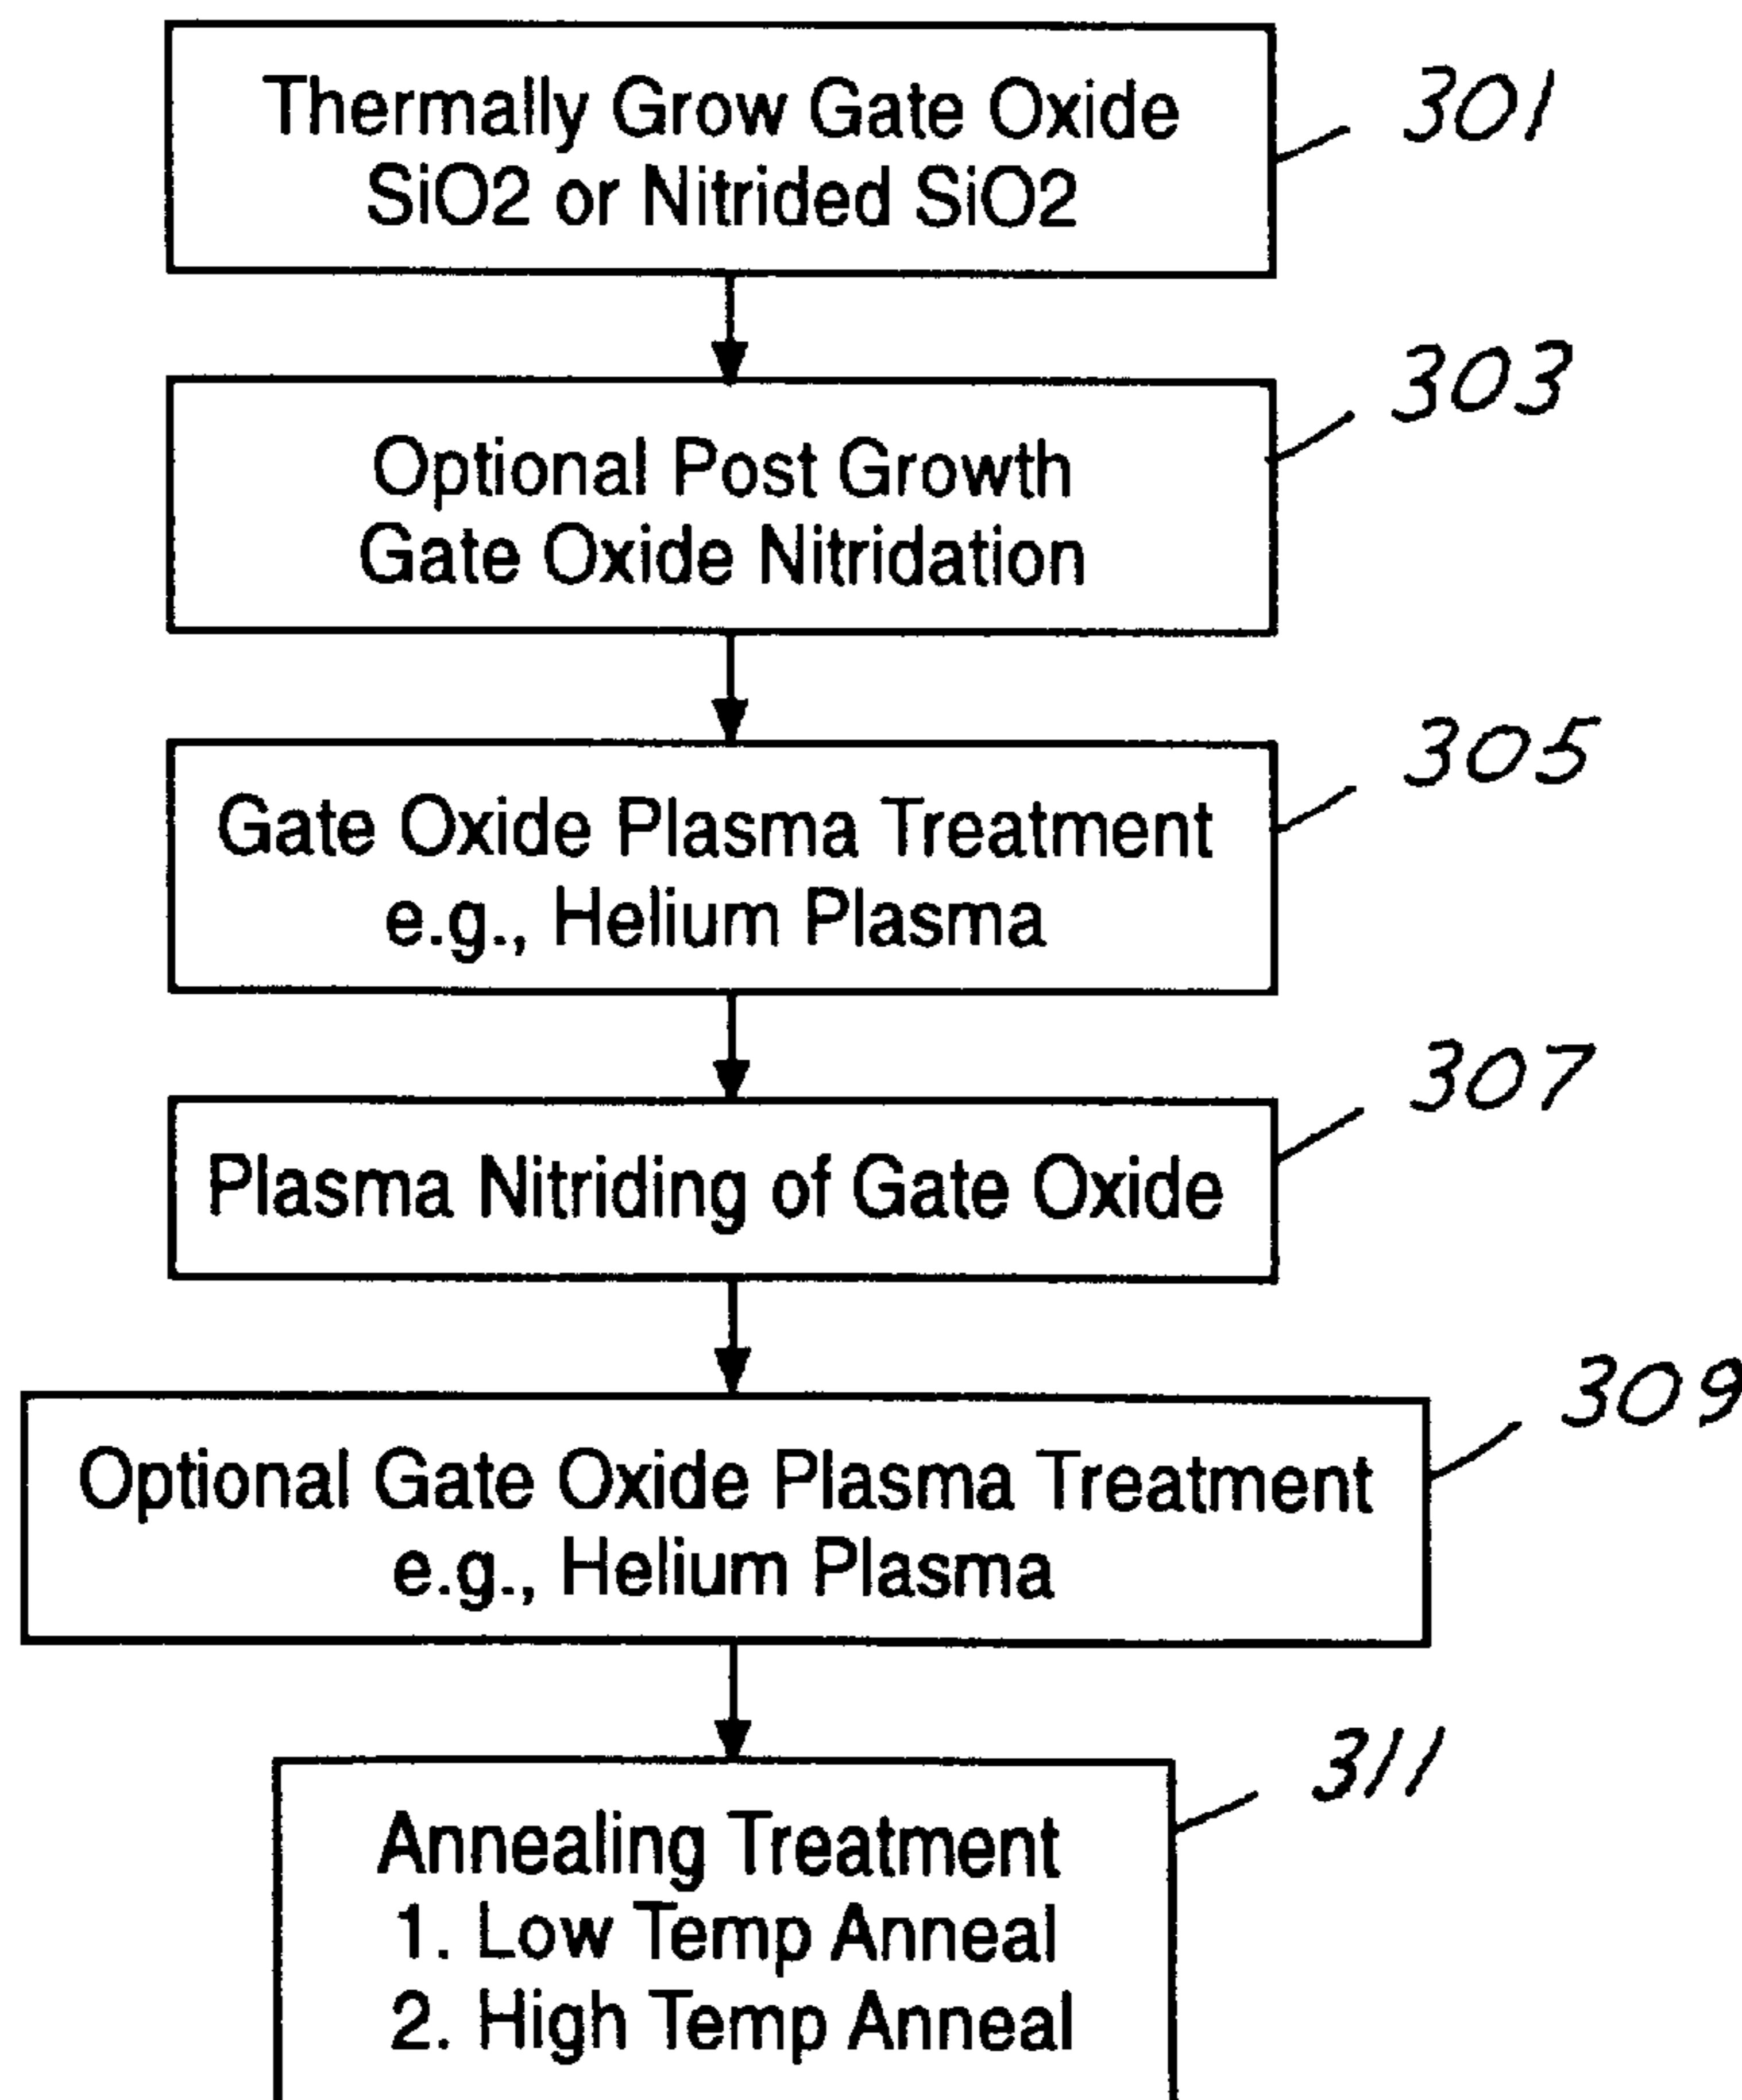 Thermally Grow Gate Oxide
SiO2 or Nitrided SiO2
301
Optional Post Growth
Gate Oxide Nitridation
303
Gate Oxide Plasma Treatment
e.g., Helium Plasma
305
Plasma Nitriding of Gate Oxide
307
Optional Gate Oxide Plasma Treatment
e.g., Helium Plasma
309
Annealing Treatment
1. Low Temp Anneal
2. High Temp Anneal
311